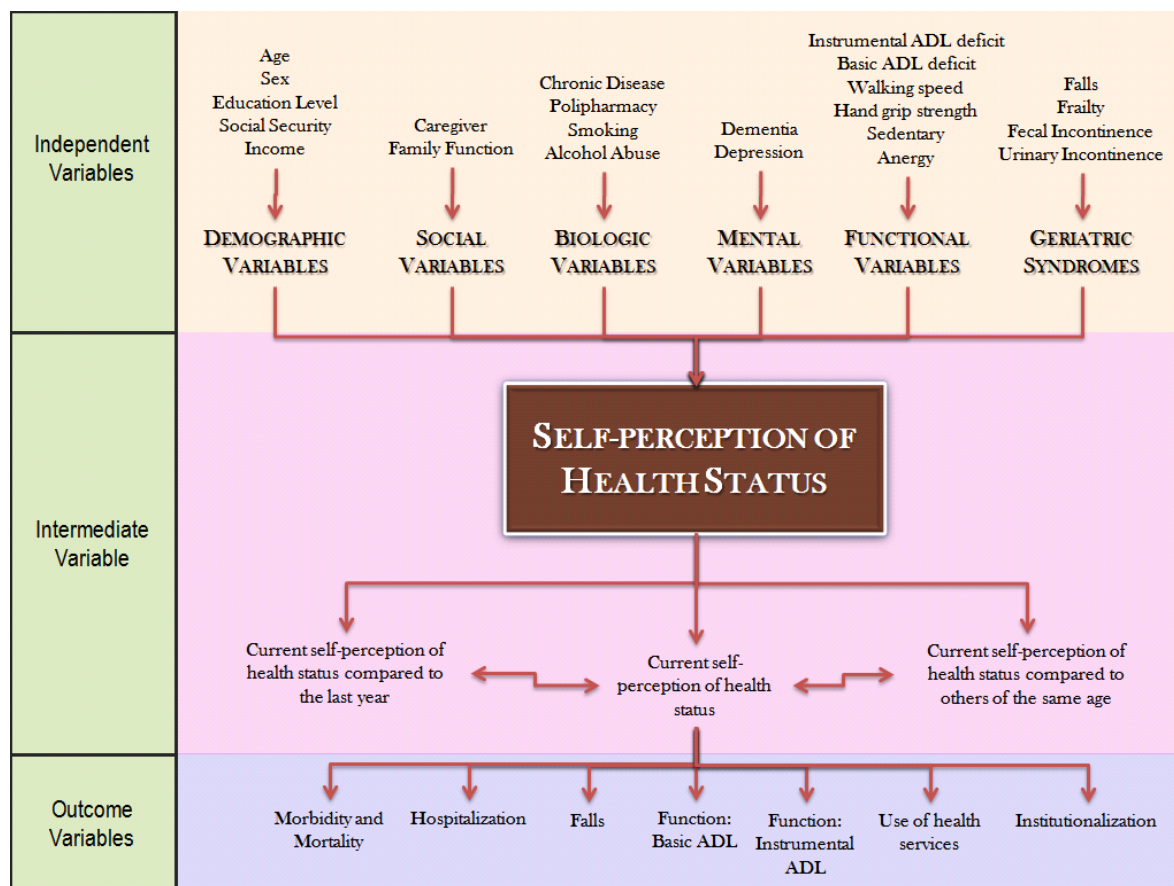 Independent
Variables
Age
Sex
Education Level
Social Security
Income
DEMOGRAPHIC
VARIABLES
Caregiver
Family Function
SOCIAL
VARIABLES
Chronic Disease
Polipharmacy
Smoking
Alcohol Abuse
BIOLOGIC
VARIABLES
Dementia
Depression
MENTAL
VARIABLES
Instrumental ADL deficit
Basic ADL deficit
Walking speed
Hand grip strength
Sedentary
Anergy
FUNCTIONAL
VARIABLES
Falls
Frailty
Fecal Incontinence
Urinary Incontinence
GERIATRIC
SYNDROMES
Intermediate
Variable
SELF-PERCEPTION OF
HEALTH STATUS
Current self-perception of
health status compared to
the last year
Current self-
perception of health
status
Current self-perception of
health status compared to
others of the same age
Outcome
Variables
Morbidity and
Mortality
Hospitalization
Falls
Function:
Basic ADL
Function:
Instrumental
ADL
Use of health
services
Institutionalization